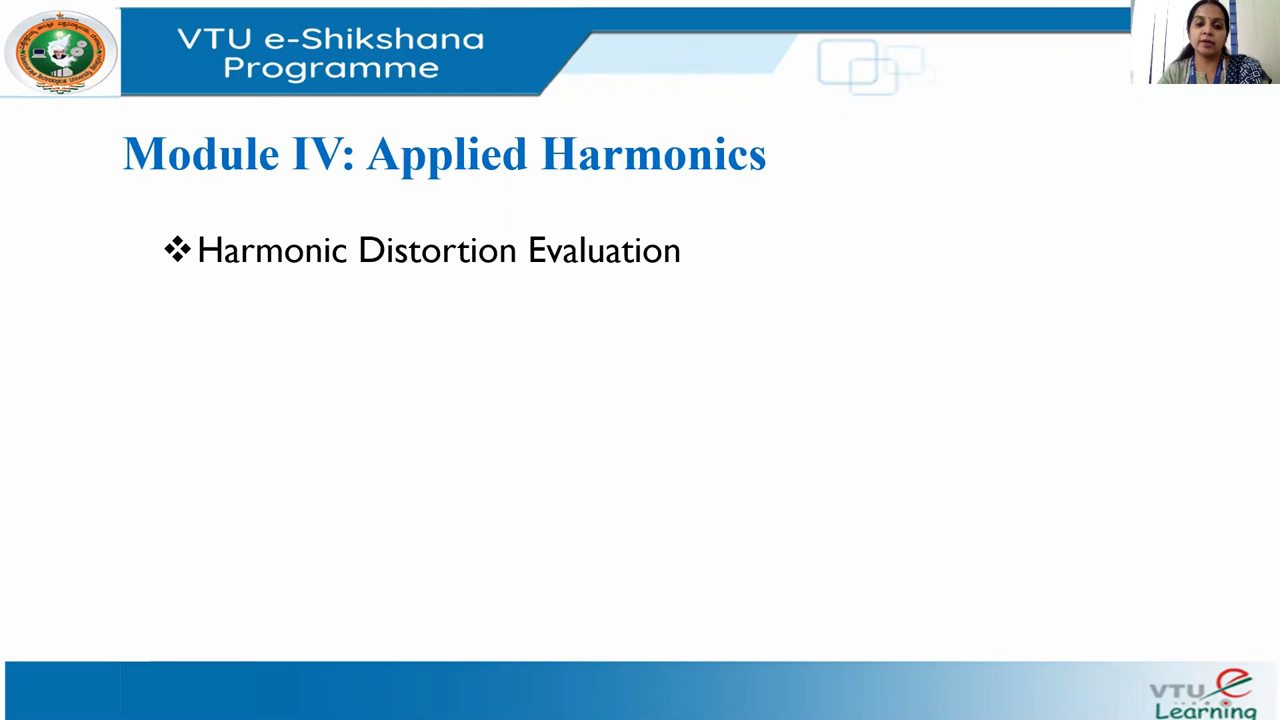 VTU e-Shikshana
Programme
Module IV: Applied Harmonics
❖Harmonic Distortion Evaluation
VTU e
Learning